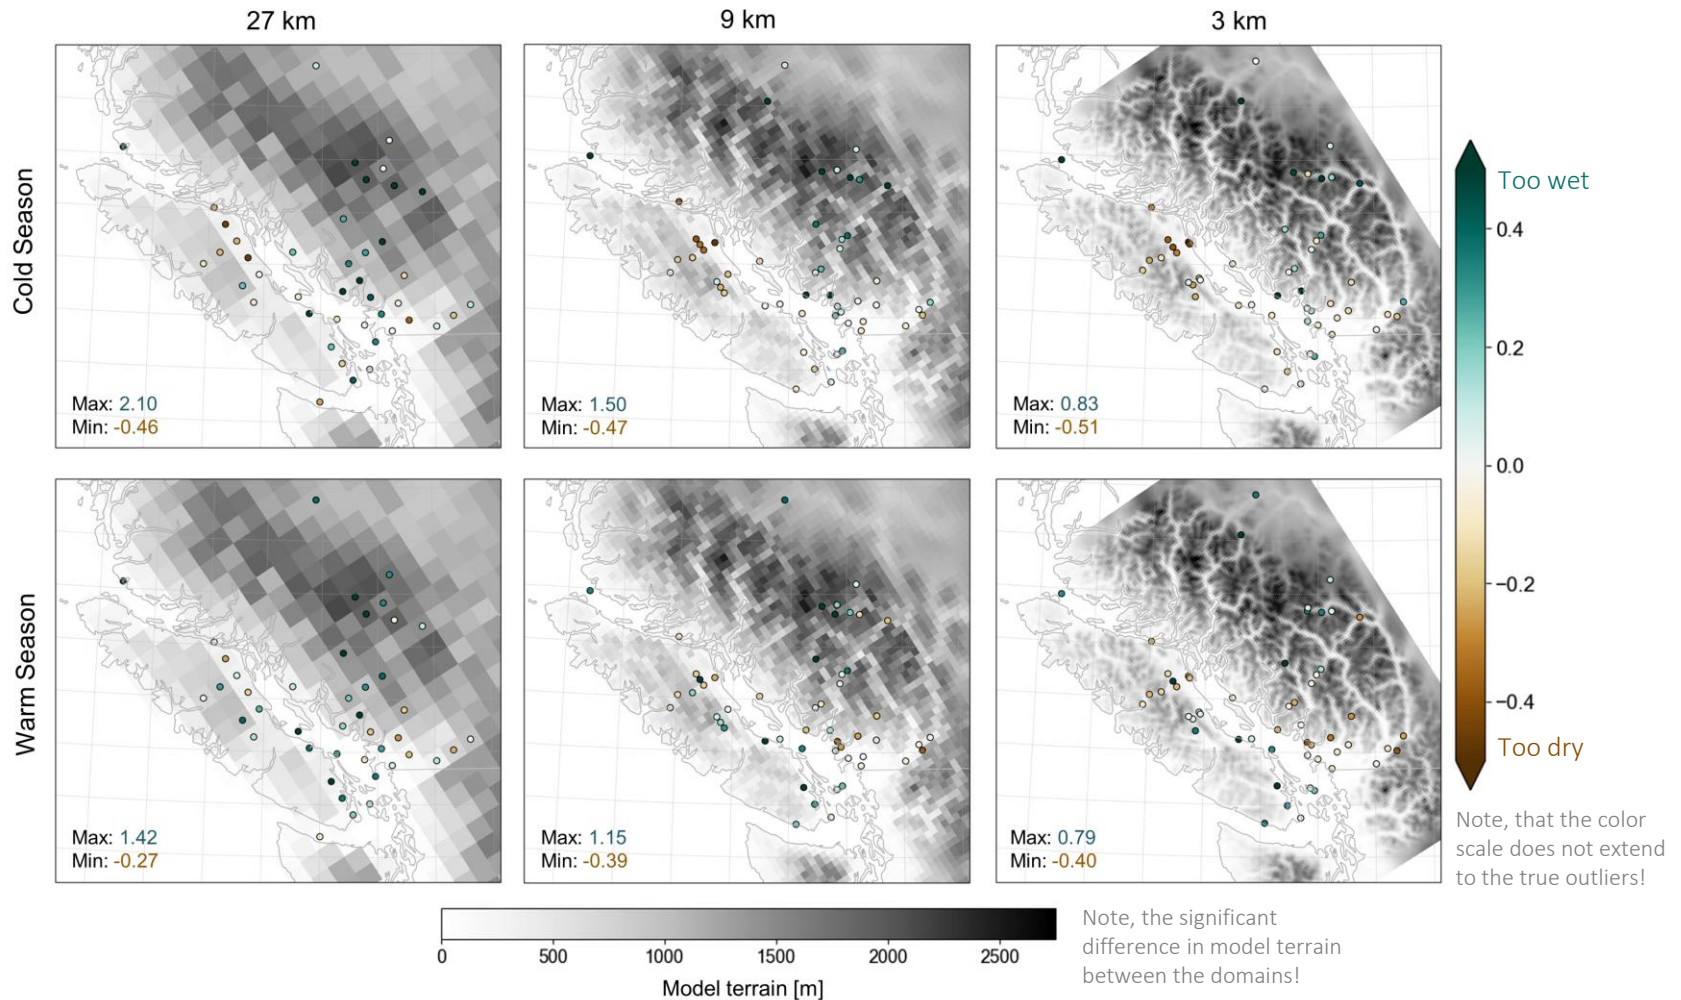 27 km
9 km
3 km
Cold Season
Max: 2.10
Min: -0.46
Max: 1.50
Min: -0.47
Max: 0.83
Min: -0.51
Too wet
0.4
0.2
0.0
−0.2
−0.4
Too dry
Warm Season
Max: 1.42
Min: -0.27
Max: 1.15
Min: -0.39
Max: 0.79
Min: -0.40
Note, that the color
scale does not extend
to the true outliers!
0
500
1000
1500
2000
2500
Model terrain [m]
Note, the significant
difference in model terrain
between the domains!